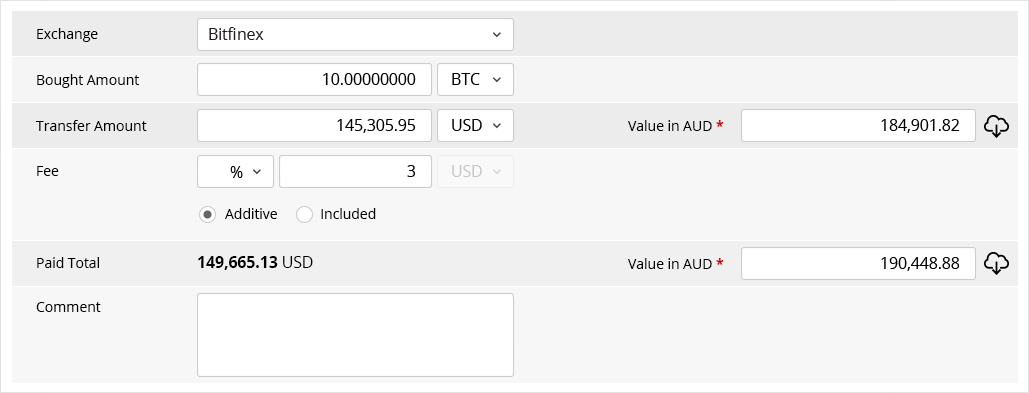 Exchange Bitfinex
Bought Amount 10.00000000 BTC
Transfer Amount 145,305.95 USD Value in AUD * 184,901.82
Fee % 3 USD
Additive Included
Paid Total 149,665.13 USD Value in AUD * 190,448.88
Comment